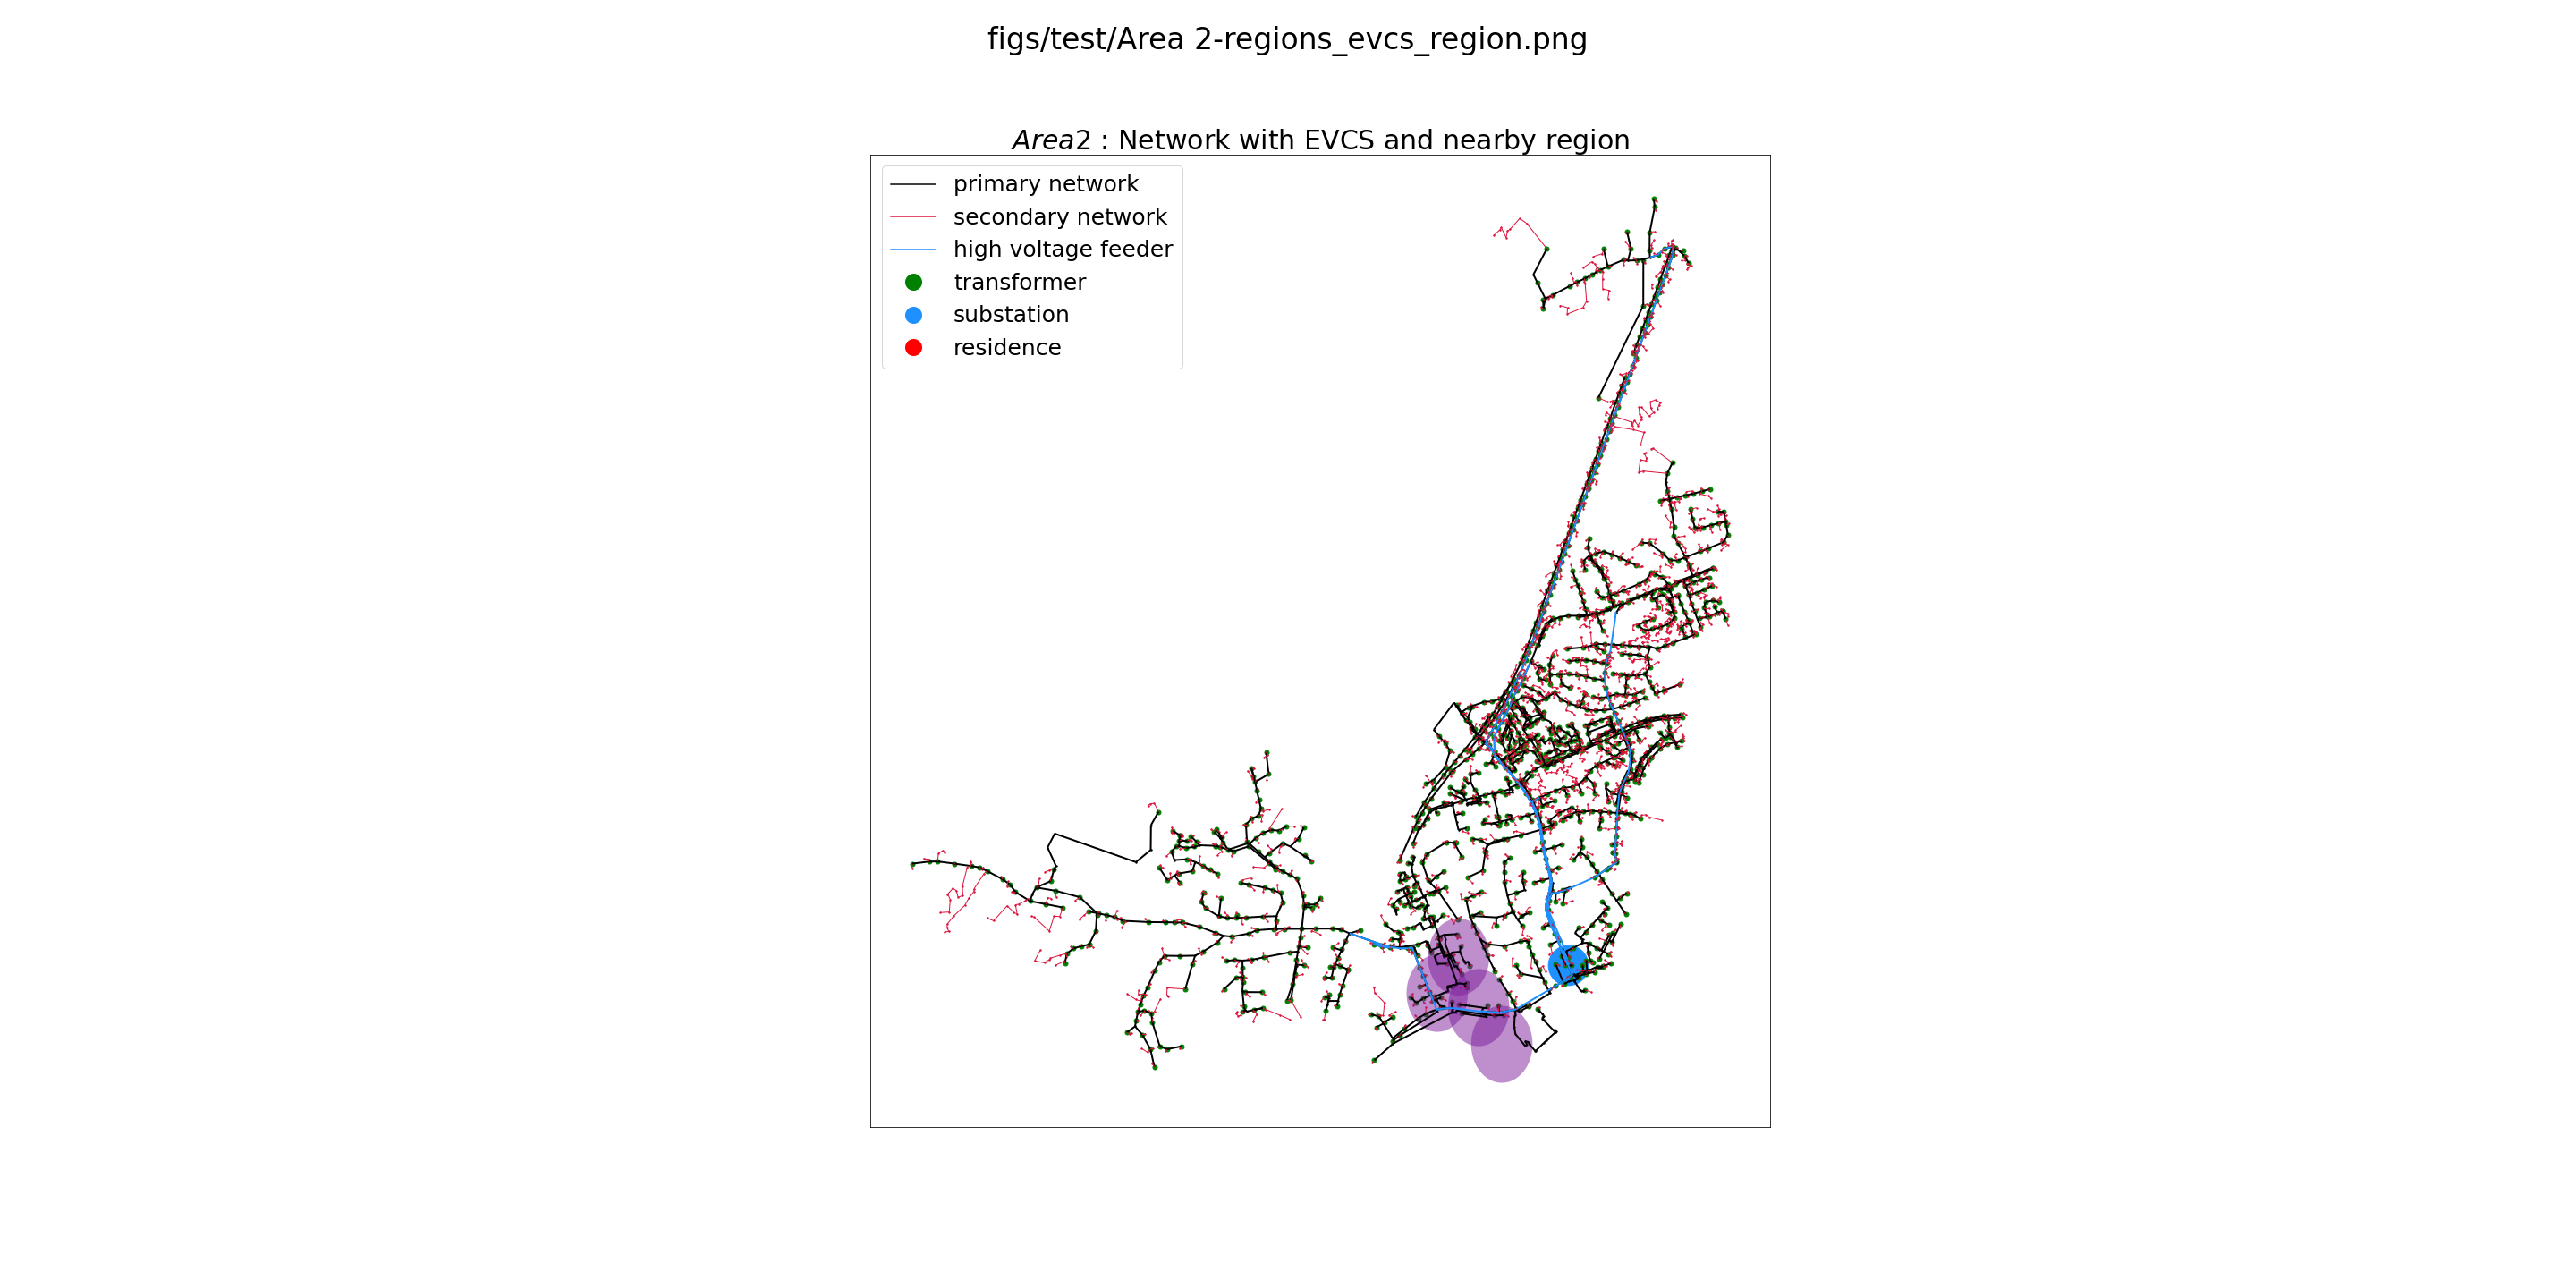 figs/test/Area 2-regions_evcs_region.png
Area2 : Network with EVCS and nearby region
primary network
secondary network
high voltage feeder
transformer
substation
residence